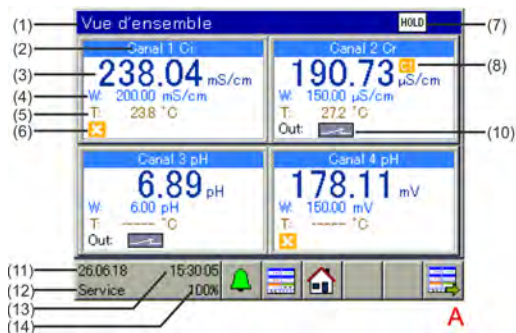 (1) Vue d'ensemble HOLD (7)
(2) Canal 1 Ci Canal 2 Cr
(3) 238.04 mS/cm 190.73 C1 µS/cm (8)
(4) W: 200.00 mS/cm W: 150.00 µS/cm
(5) T: 23.8 °C T: 27.2 °C
(6) Out: (10)
Canal 3 pH Canal 4 pH
6.89 pH 178.11 mV
W: 6.00 pH W: 150.00 mV
T: ----- °C T: ----- °C
Out:
(11) 26.06.18 15:30:05
(12) Service 100%
(13)
(14)
A